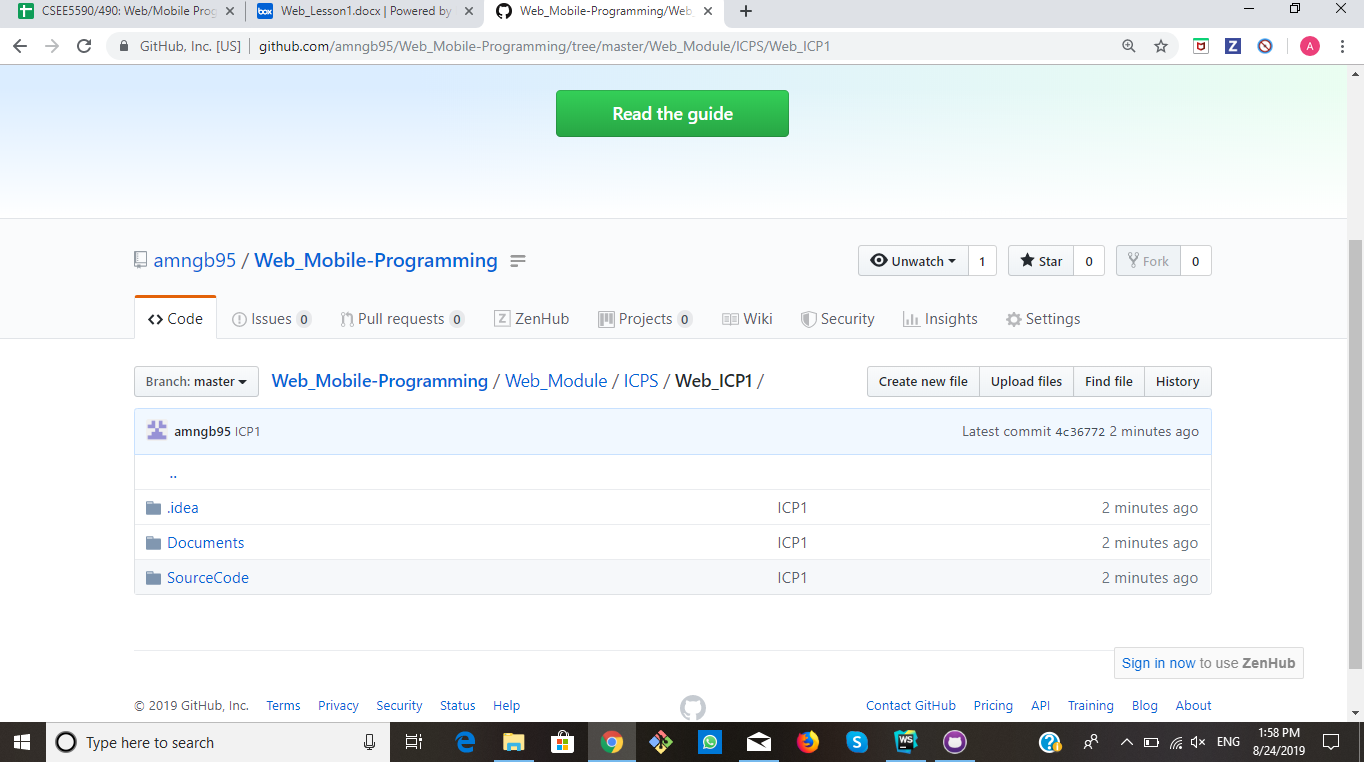 CSEE5590/490: Web/Mobile Prog
Web_Lesson1.docx | Powered by
Web_Mobile-Programming/Web_
GitHub, Inc. [US] | github.com/amngb95/Web_Mobile-Programming/tree/master/Web_Module/ICPS/Web_ICP1
Read the guide
amngb95 / Web_Mobile-Programming
Unwatch 1 Star 0 Fork 0
Code Issues 0 Pull requests 0 ZenHub Projects 0 Wiki Security Insights Settings
Branch: master Web_Mobile-Programming / Web_Module / ICPS / Web_ICP1 / Create new file Upload files Find file History
amngb95 ICP1 Latest commit 4c36772 2 minutes ago
..
.idea ICP1 2 minutes ago
Documents ICP1 2 minutes ago
SourceCode ICP1 2 minutes ago
Sign in now to use ZenHub
© 2019 GitHub, Inc. Terms Privacy Security Status Help Contact GitHub Pricing API Training Blog About
Type here to search
ENG
1:58 PM
8/24/2019